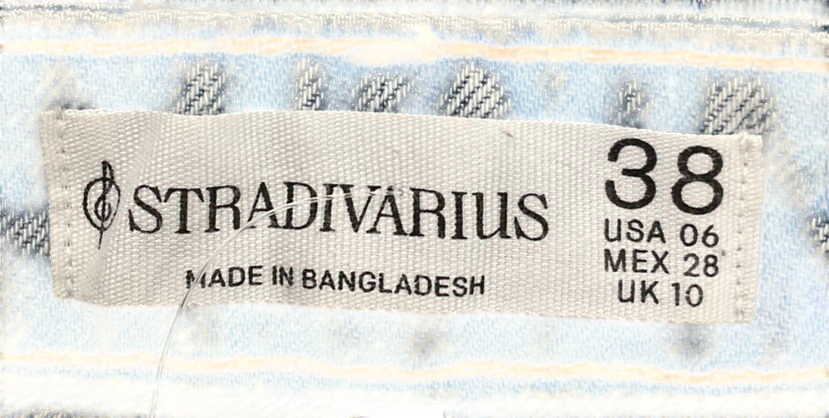 STRADIVARIUS
MADE IN BANGLADESH
38
USA 06
MEX 28
UK 10